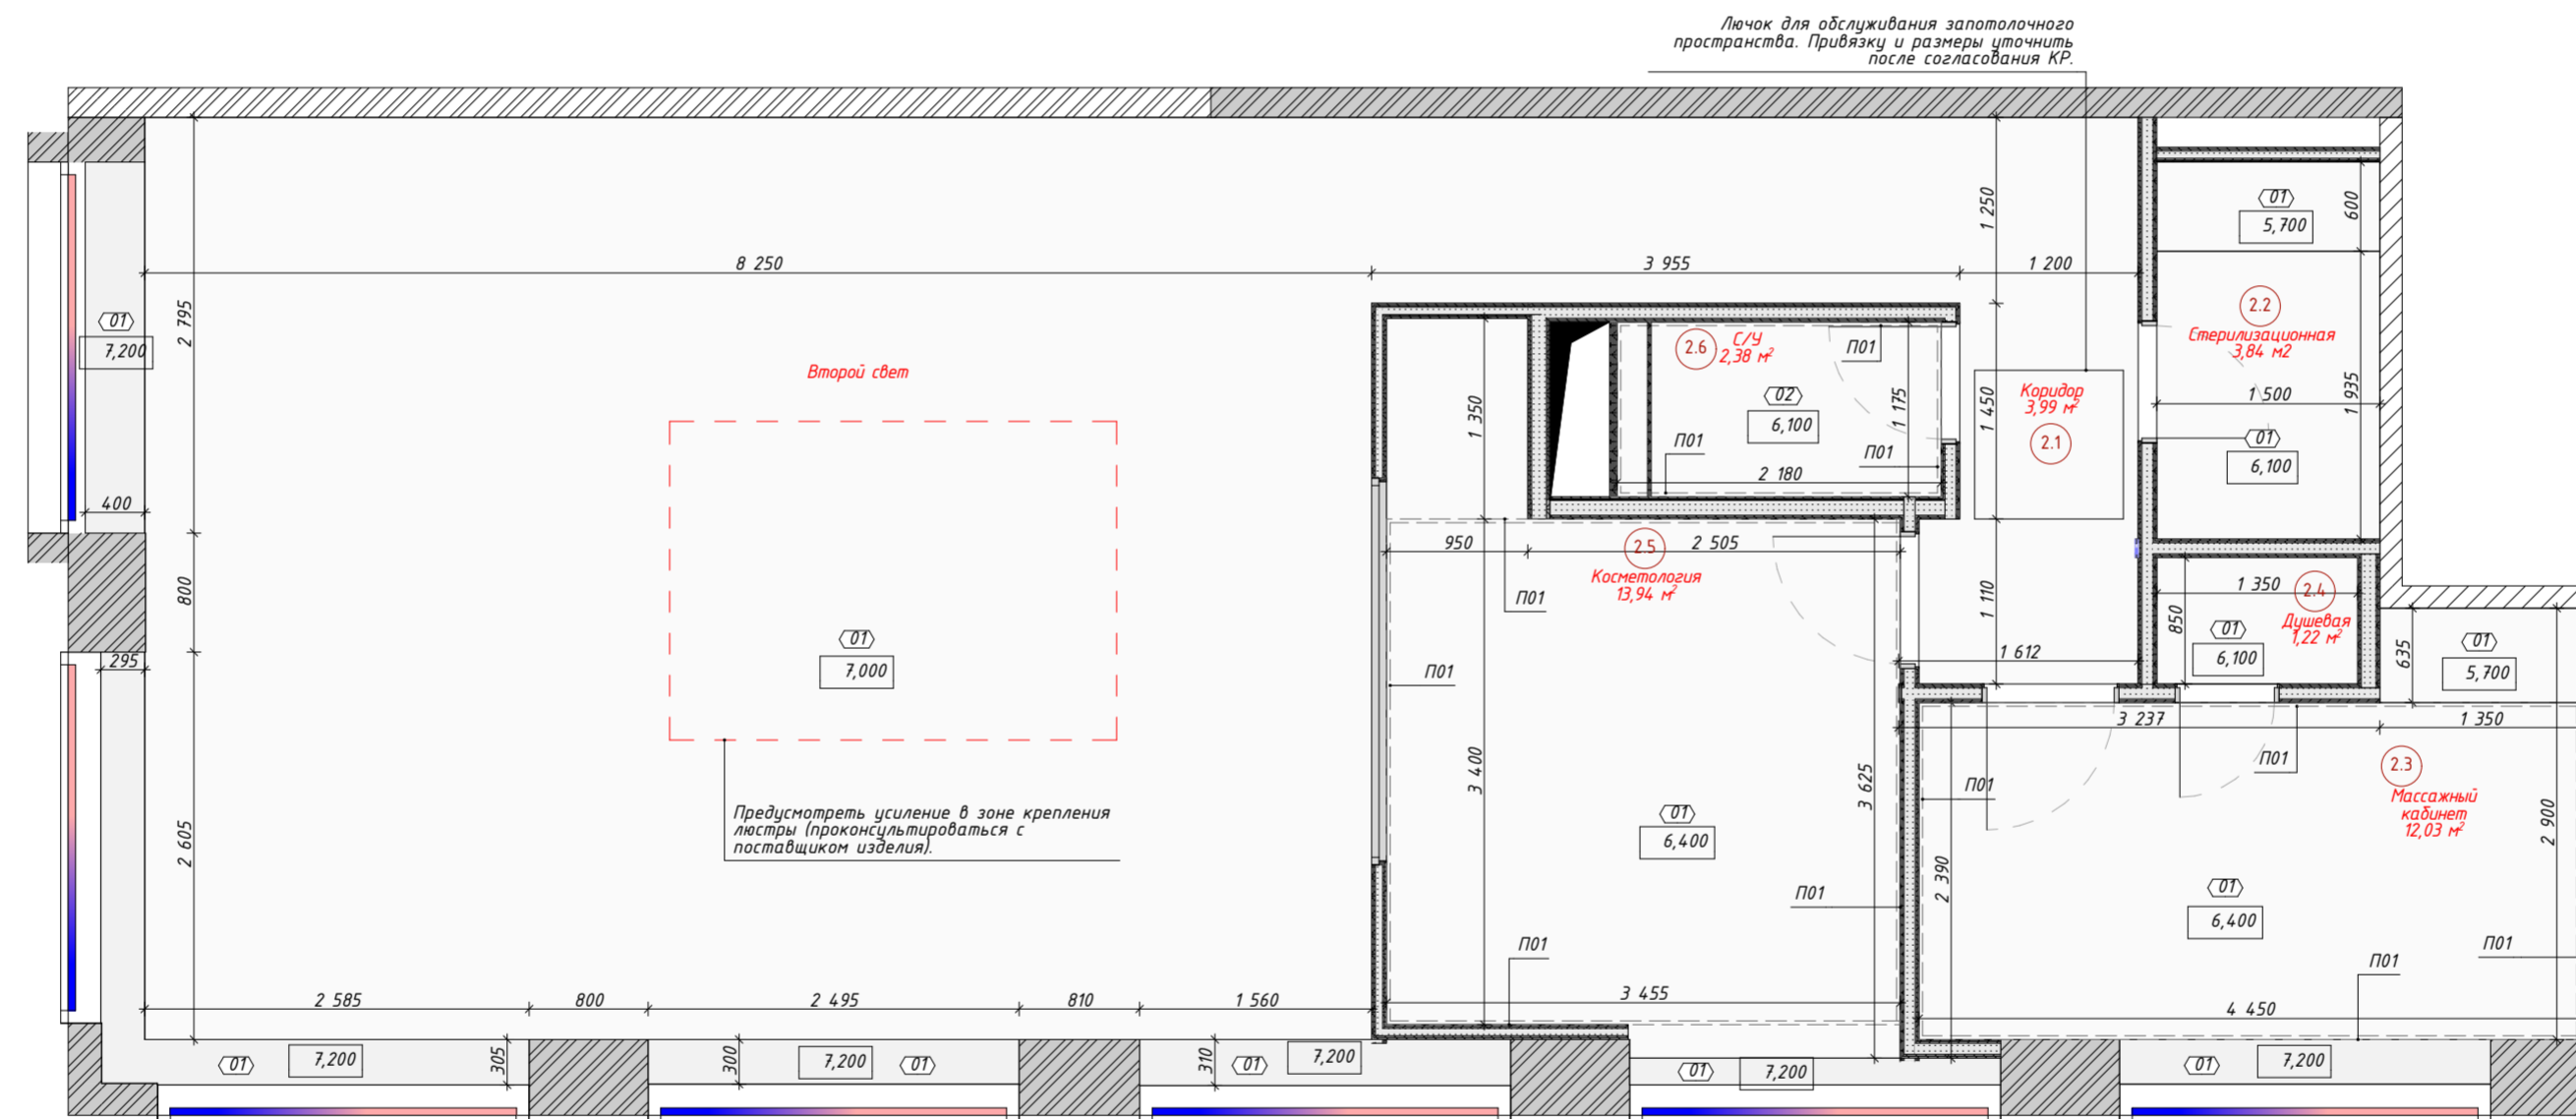 Лючок для обслуживания запотолочного
пространства. Привязку и размеры уточнить
после согласования КР.
8 250
3 955
1 200
1 250
2 795
01
7,200
400
800
295
2 605
Второй свет
01
7,000
Предусмотреть усиление в зоне крепления
люстры (проконсультироваться с
поставщиком изделия).
2 585
800
2 495
810
1 560
01
7,200
305
300
7,200
01
310
01
7,200
1 350
2.6
С/У
2,38 м²
П01
02
6,100
1 175
П01
П01
2 180
1 450
Коридор
3,99 м²
2.1
1 110
1 612
01
5,700
600
2.2
Стерилизационная
3,84 м2
1 500
1 935
01
6,100
1 350
2.4
Душевая
1,22 м²
850
01
6,100
635
01
5,700
950
2.5
2 505
Косметология
13,94 м²
П01
П01
3 400
3 625
01
6,400
П01
П01
3 455
01
7,200
3 237
1 350
П01
П01
2.3
Массажный
кабинет
12,03 м²
2 900
2 390
01
6,400
П01
П01
4 450
01
7,200